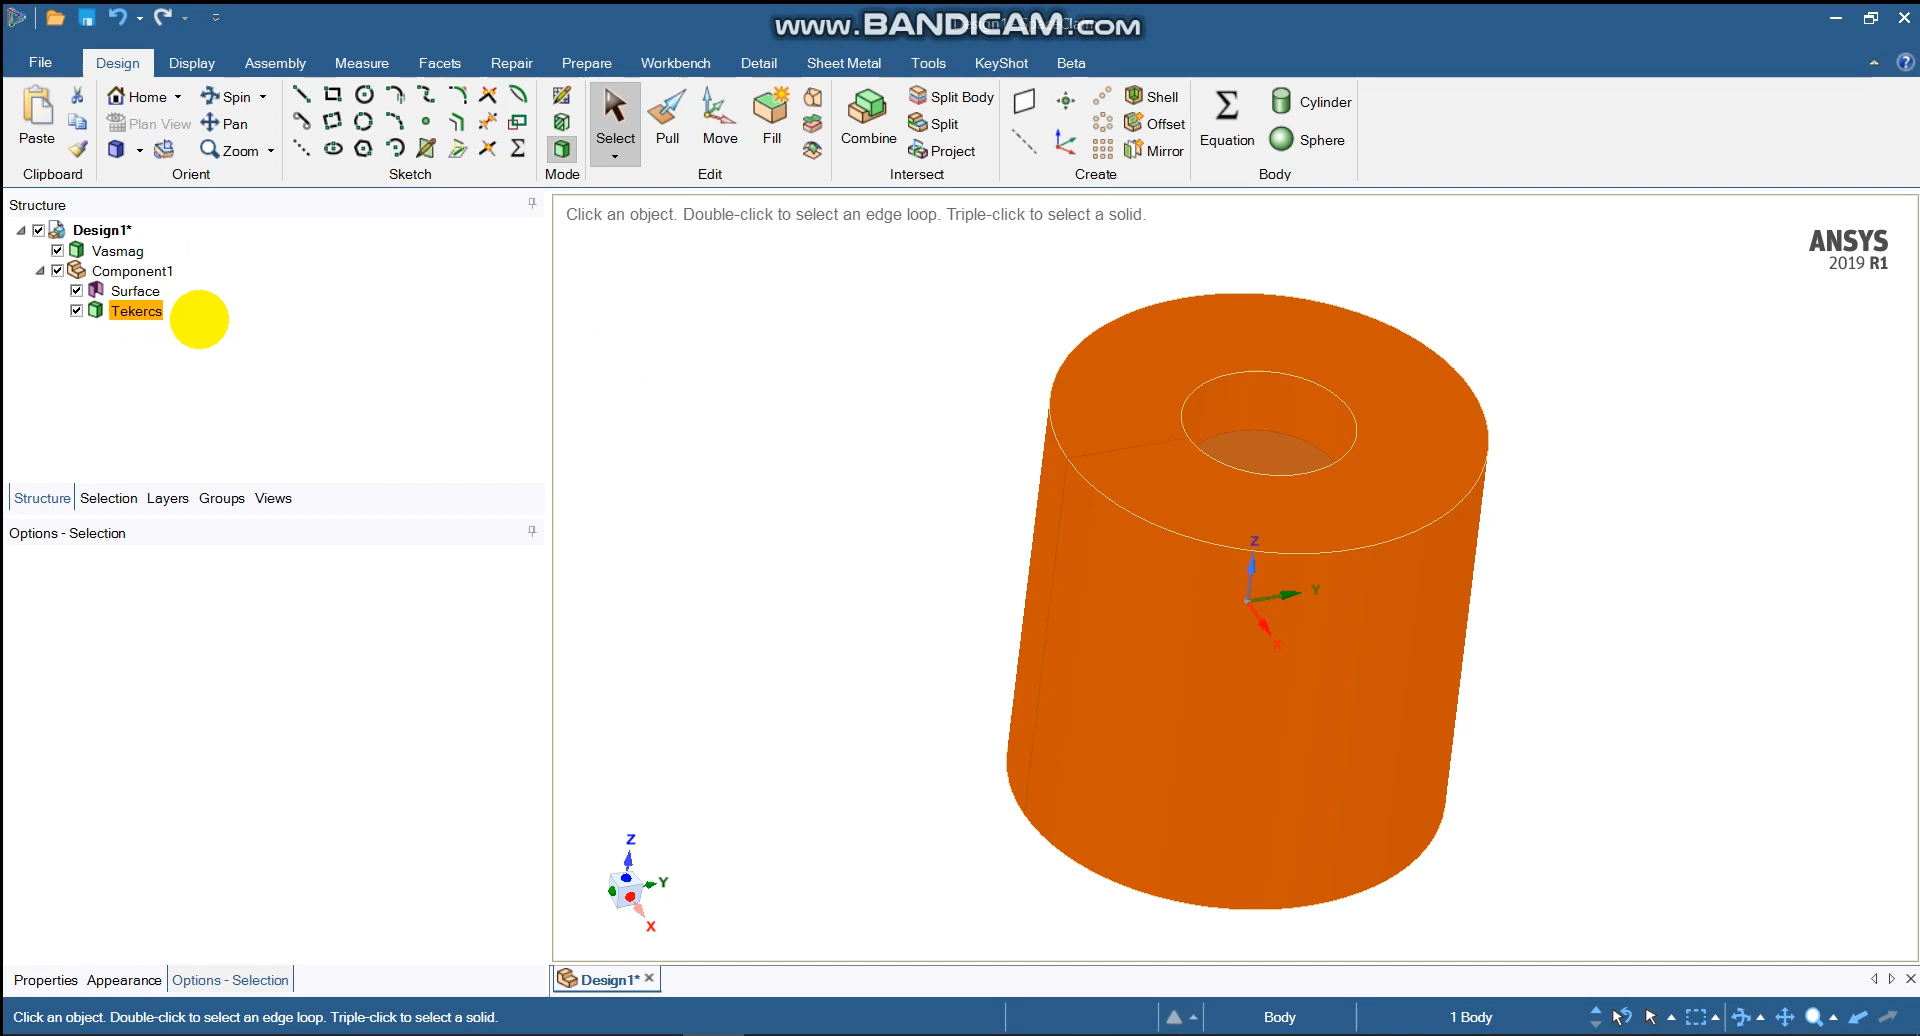 www.BANDICAM.com
File
Design
Display
Assembly
Measure
Facets
Repair
Prepare
Workbench
Detail
Sheet Metal
Tools
KeyShot
Beta
Paste
Clipboard
Home
Spin
Plan View
Pan
Zoom
Orient
Sketch
Mode
Select
Pull
Move
Fill
Edit
Combine
Split Body
Split
Project
Intersect
Shell
Offset
Mirror
Create
Equation
Cylinder
Sphere
Body
Structure
Design1*
Vasmag
Component1
Surface
Tekercs
Structure
Selection
Layers
Groups
Views
Options - Selection
Properties
Appearance
Options - Selection
Click an object. Double-click to select an edge loop. Triple-click to select a solid.
ANSYS
2019 R1
Z
Y
X
Z
Y
X
Design1*
Click an object. Double-click to select an edge loop. Triple-click to select a solid.
Body
1 Body